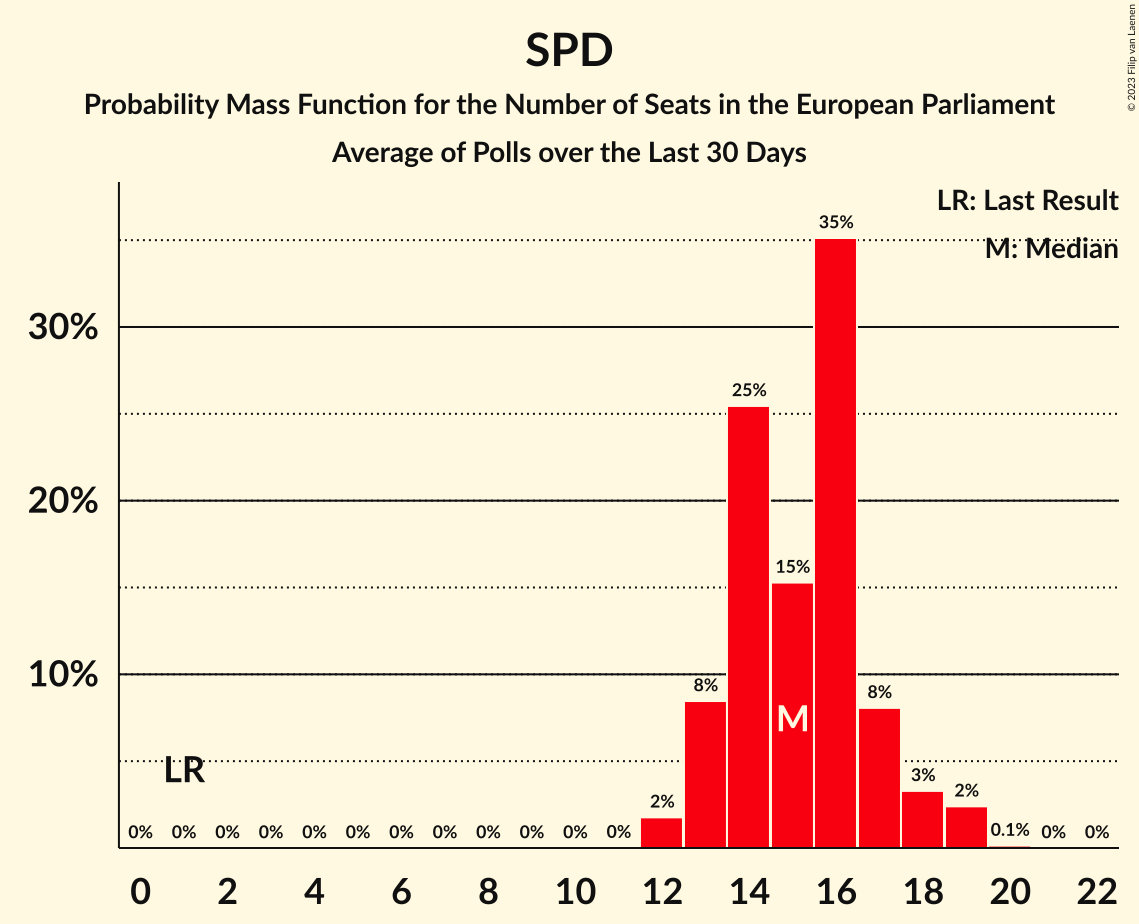 SPD
Probability Mass Function for the Number of Seats in the European Parliament
Average of Polls over the Last 30 Days
© 2023 Filip van Laenen
LR: Last Result
M: Median
35%
30%
25%
20%
15%
10%
8%
8%
M
LR
3%
2%
2%
0% 0% 0% 0% 0% 0% 0% 0% 0% 0% 0% 0% 0.1% 0% 0%
0 2 4 6 8 10 12 14 16 18 20 22